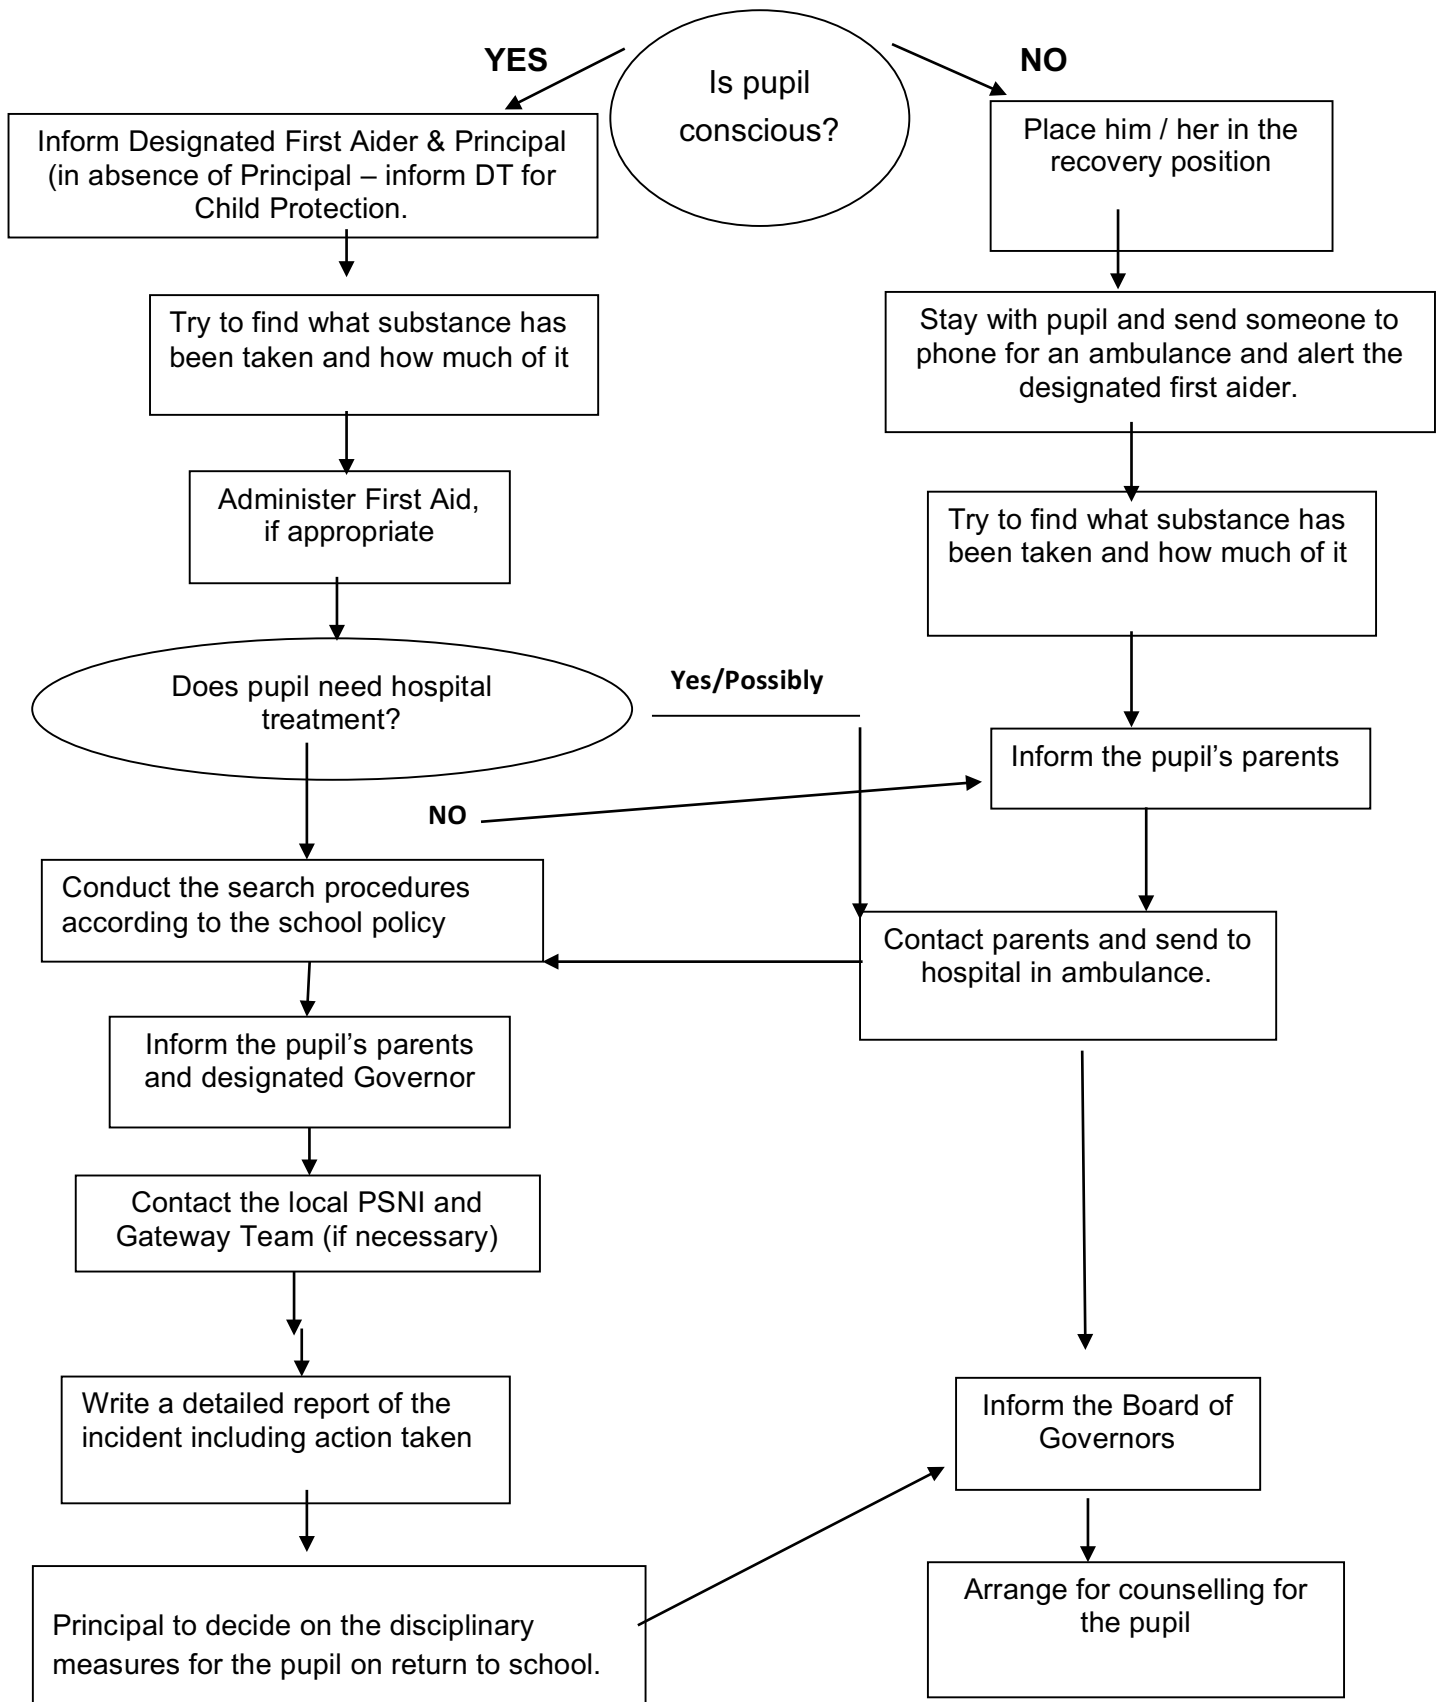 Is pupil
conscious?
YES
NO
Inform Designated First Aider & Principal
(in absence of Principal – inform DT for
Child Protection.
Place him / her in the
recovery position
Try to find what substance has
been taken and how much of it
Stay with pupil and send someone to
phone for an ambulance and alert the
designated first aider.
Administer First Aid,
if appropriate
Try to find what substance has
been taken and how much of it
Does pupil need hospital
treatment?
Yes/Possibly
Inform the pupil’s parents
NO
Conduct the search procedures
according to the school policy
Contact parents and send to
hospital in ambulance.
Inform the pupil’s parents
and designated Governor
Contact the local PSNI and
Gateway Team (if necessary)
Write a detailed report of the
incident including action taken
Inform the Board of
Governors
Principal to decide on the disciplinary
measures for the pupil on return to school.
Arrange for counselling for
the pupil